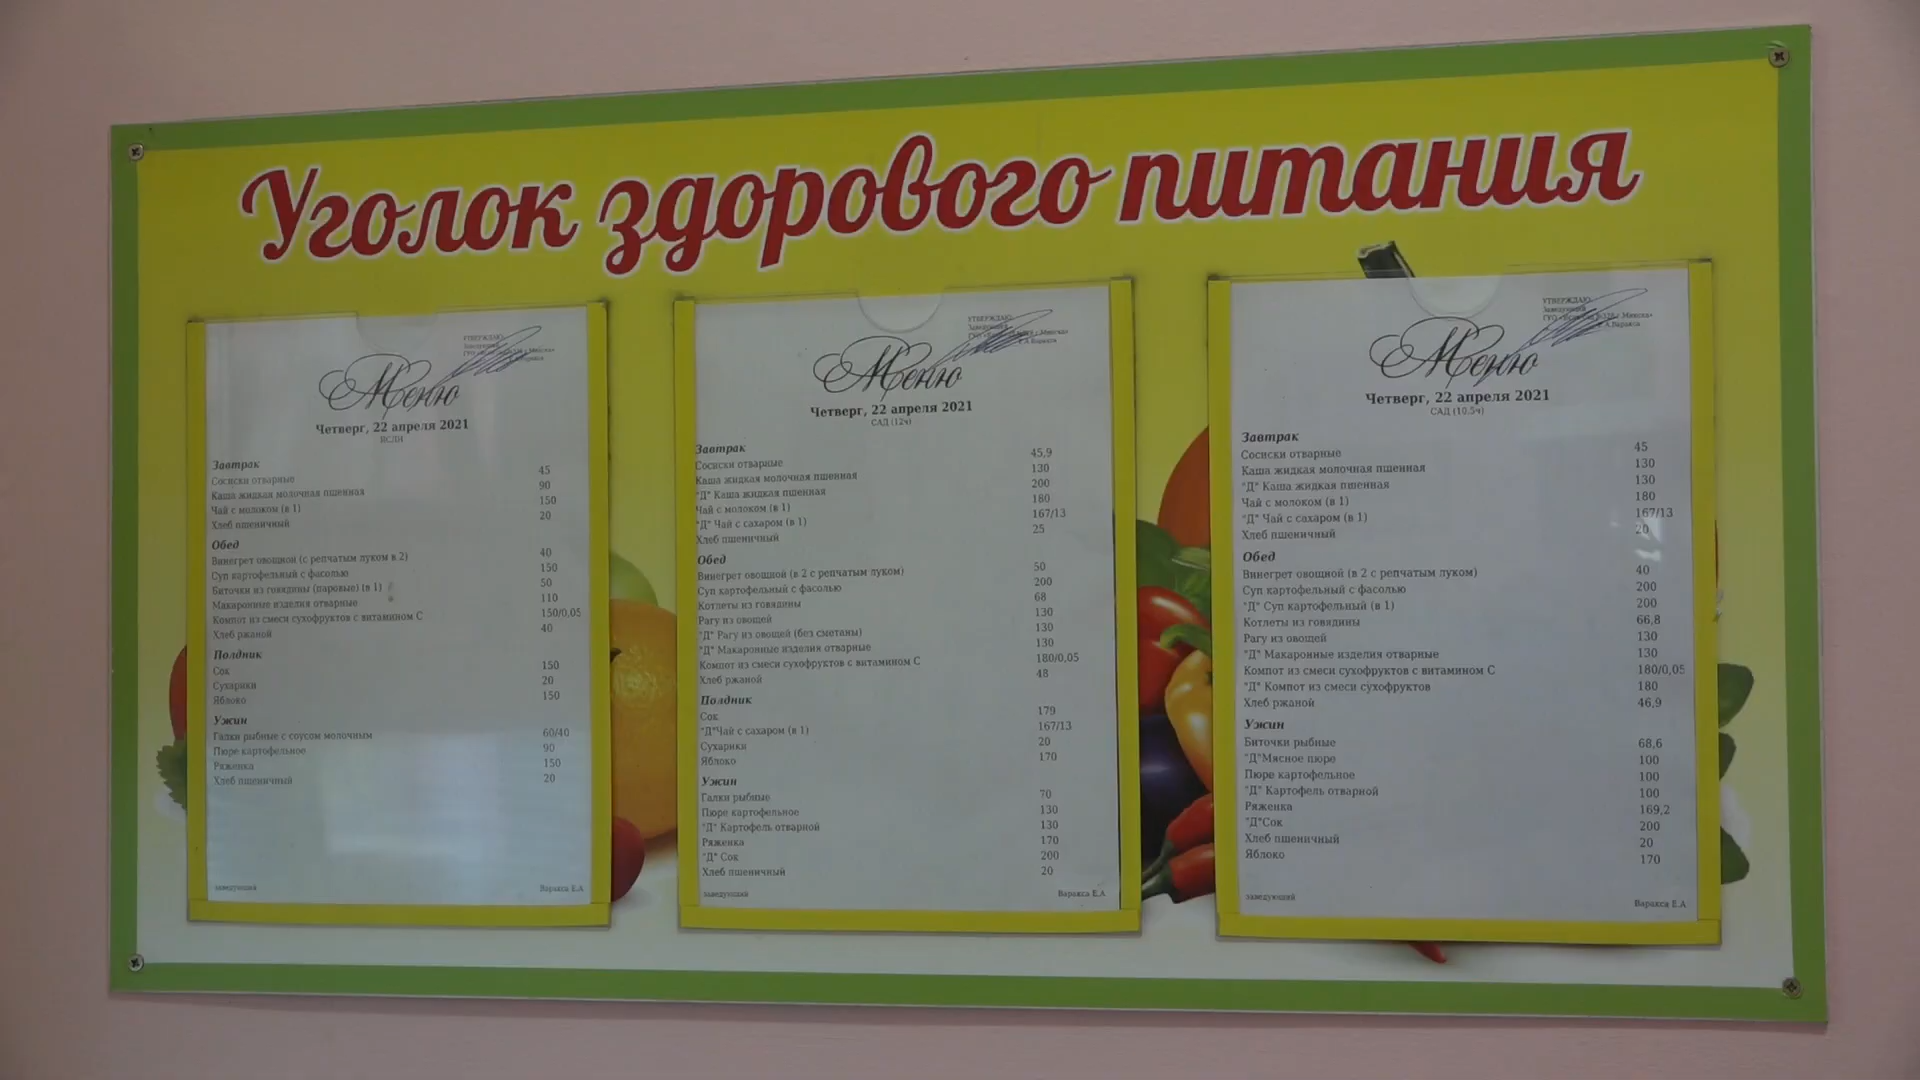 Уголок здорового питания
УТВЕРЖДАЮ
Заведующий
Меню
Четверг, 22 апреля 2021
ЯСЛИ
Завтрак
Сосиски отварные 45
Каша жидкая молочная пшенная 90
Чай с молоком (в 1) 150
Хлеб пшеничный 20
Обед
Винегрет овощной (с репчатым луком в 2) 40
Суп картофельный с фасолью 150
Биточки из говядины (паровые) (в 1) 50
Макаронные изделия отварные 110
Компот из смеси сухофруктов с витамином С 150/0,05
Хлеб ржаной 40
Полдник
Сок 150
Сухарики 20
Яблоко 150
Ужин
Галки рыбные с соусом молочным 60/40
Пюре картофельное 90
Ряженка 150
Хлеб пшеничный 20
заведующий Варакса Е.А
УТВЕРЖДАЮ
Заведующий
Е.А Варакса
Меню
Четверг, 22 апреля 2021
САД (12ч)
Завтрак
Сосиски отварные 45,9
Каша жидкая молочная пшенная 130
"Д" Каша жидкая пшенная 200
Чай с молоком (в 1) 180
"Д" Чай с сахаром (в 1) 167/13
Хлеб пшеничный 25
Обед
Винегрет овощной (в 2 с репчатым луком) 50
Суп картофельный с фасолью 200
Котлеты из говядины 68
Рагу из овощей 130
"Д" Рагу из овощей (без сметаны) 130
"Д" Макаронные изделия отварные 130
Компот из смеси сухофруктов с витамином С 180/0,05
Хлеб ржаной 48
Полдник
Сок 179
"Д"Чай с сахаром (в 1) 167/13
Сухарики 20
Яблоко 170
Ужин
Галки рыбные 70
Пюре картофельное 130
"Д" Картофель отварной 130
Ряженка 170
"Д" Сок 200
Хлеб пшеничный 20
заведующий Варакса Е.А
УТВЕРЖДАЮ
Заведующий
Е.А Варакса
Меню
Четверг, 22 апреля 2021
САД (10.5ч)
Завтрак
Сосиски отварные 45
Каша жидкая молочная пшенная 130
"Д" Каша жидкая пшенная 130
Чай с молоком (в 1) 180
"Д" Чай с сахаром (в 1) 167/13
Хлеб пшеничный 20
Обед
Винегрет овощной (в 2 с репчатым луком) 40
Суп картофельный с фасолью 200
"Д" Суп картофельный (в 1) 200
Котлеты из говядины 66,8
Рагу из овощей 130
"Д" Макаронные изделия отварные 130
Компот из смеси сухофруктов с витамином С 180/0,05
"Д" Компот из смеси сухофруктов 180
Хлеб ржаной 46,9
Ужин
Биточки рыбные 68,6
"Д"Мясное пюре 100
Пюре картофельное 100
"Д" Картофель отварной 100
Ряженка 169,2
"Д"Сок 200
Хлеб пшеничный 20
Яблоко 170
заведующий Варакса Е.А